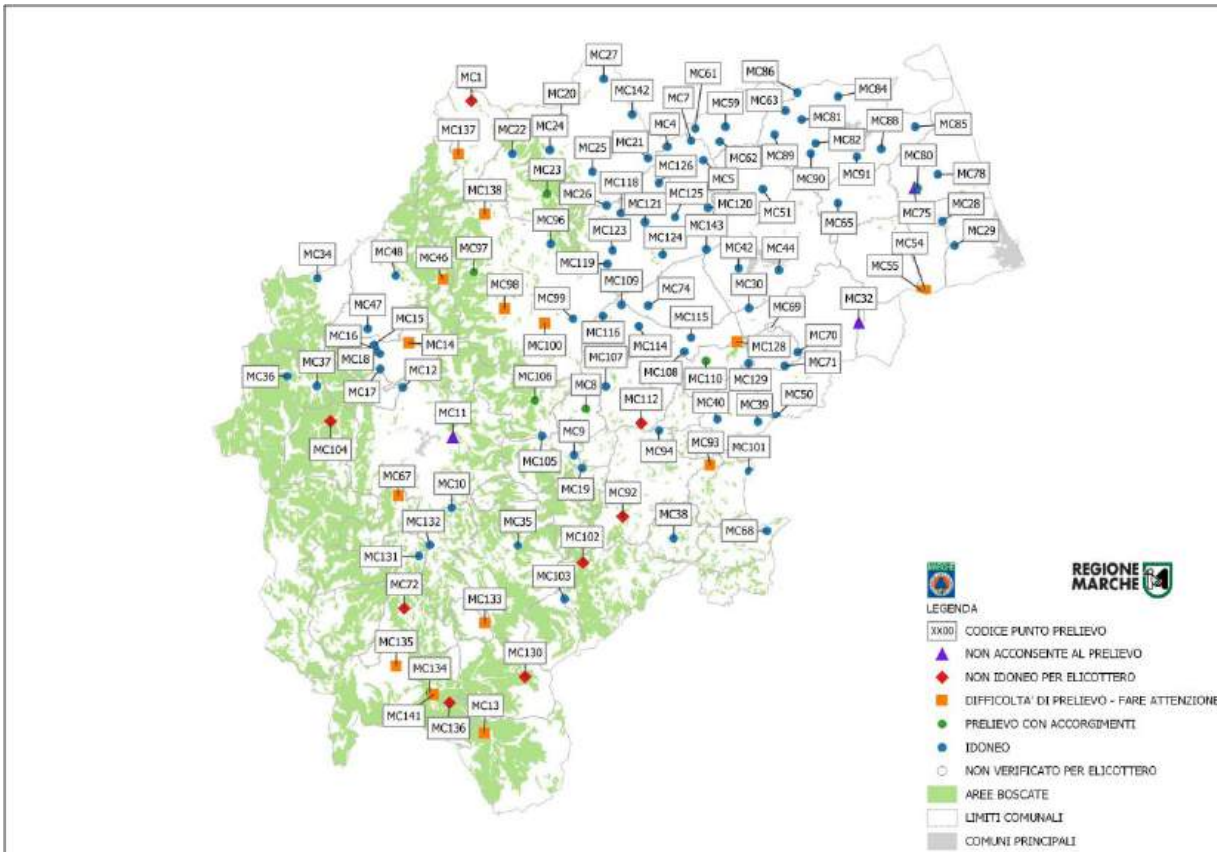 MC27
MC1
MC61
MC86
MC20
MC7
MC59
MC63
MC84
MC142
MC137
MC22
MC24
MC4
MC81
MC88
MC85
MC21
MC82
MC25
MC126
MC62
MC89
MC80
MC23
MC5
MC90
MC91
MC78
MC118
MC125
MC138
MC26
MC120
MC51
MC28
MC121
MC65
MC75
MC96
MC143
MC123
MC124
MC29
MC54
MC34
MC48
MC46
MC97
MC42
MC44
MC119
MC55
MC109
MC98
MC74
MC30
MC32
MC47
MC99
MC69
MC15
MC115
MC16
MC116
MC70
MC100
MC14
MC114
MC128
MC18
MC107
MC37
MC71
MC36
MC12
MC108
MC17
MC106
MC8
MC110
MC129
MC112
MC50
MC11
MC40
MC39
MC9
MC104
MC94
MC93
MC101
MC105
MC67
MC19
MC10
MC92
MC132
MC35
MC38
MC68
MC102
MC131
MC72
MC103
MC133
MC135
MC130
MC134
MC13
MC141
MC136
MARCHE
REGIONE
MARCHE
LEGENDA
XX00 CODICE PUNTO PRELIEVO
NON ACCONSENTE AL PRELIEVO
NON IDONEO PER ELICOTTERO
DIFFICOLTA' DI PRELIEVO - FARE ATTENZIONE
PRELIEVO CON ACCORGIMENTI
IDONEO
NON VERIFICATO PER ELICOTTERO
AREE BOSCATE
LIMITI COMUNALI
COMUNI PRINCIPALI